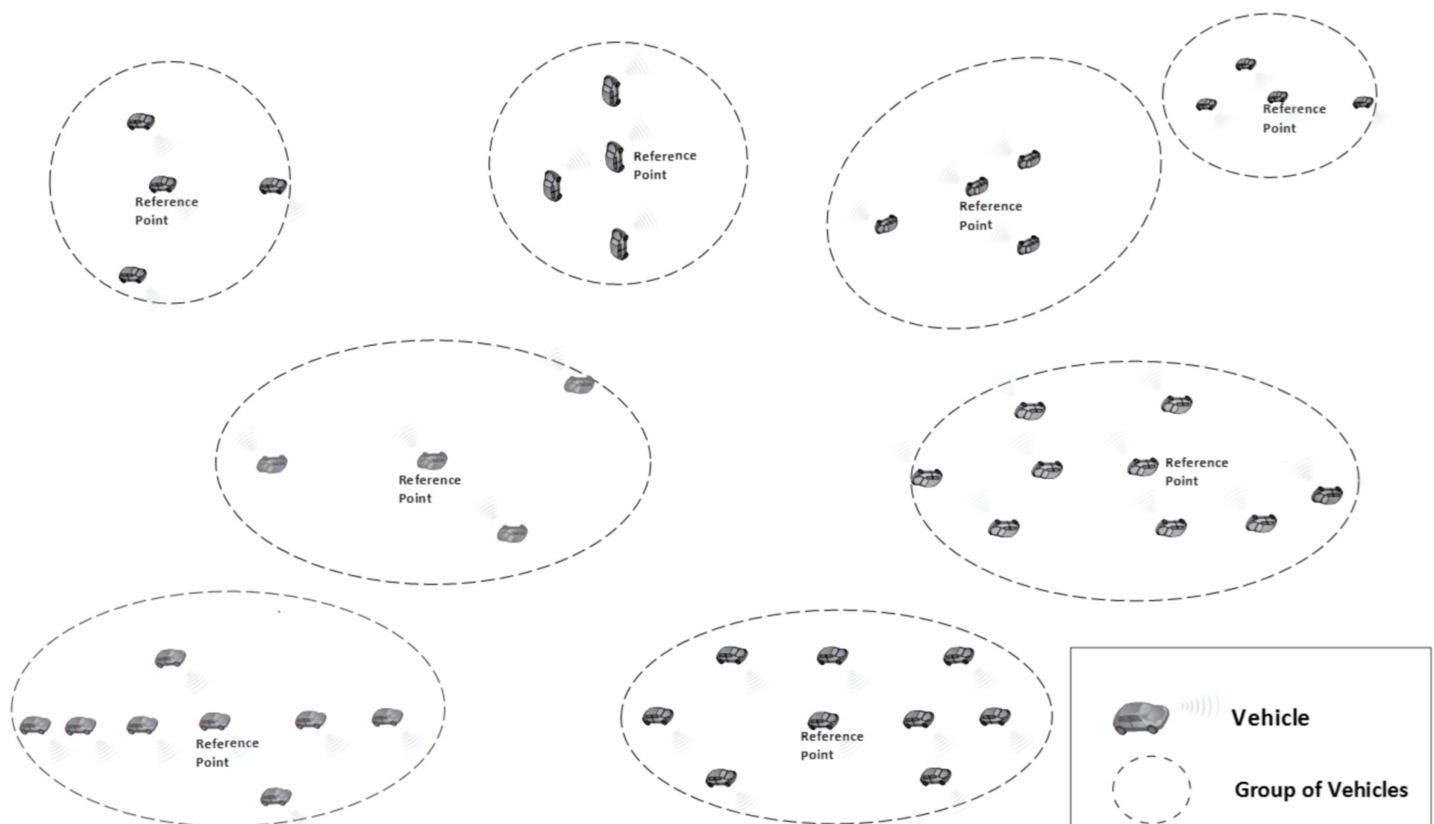 Reference
Point
Reference
Point
Reference
Point
Reference
Point
Reference
Point
Reference
Point
Reference
Point
Reference
Point
Vehicle
Group of Vehicles